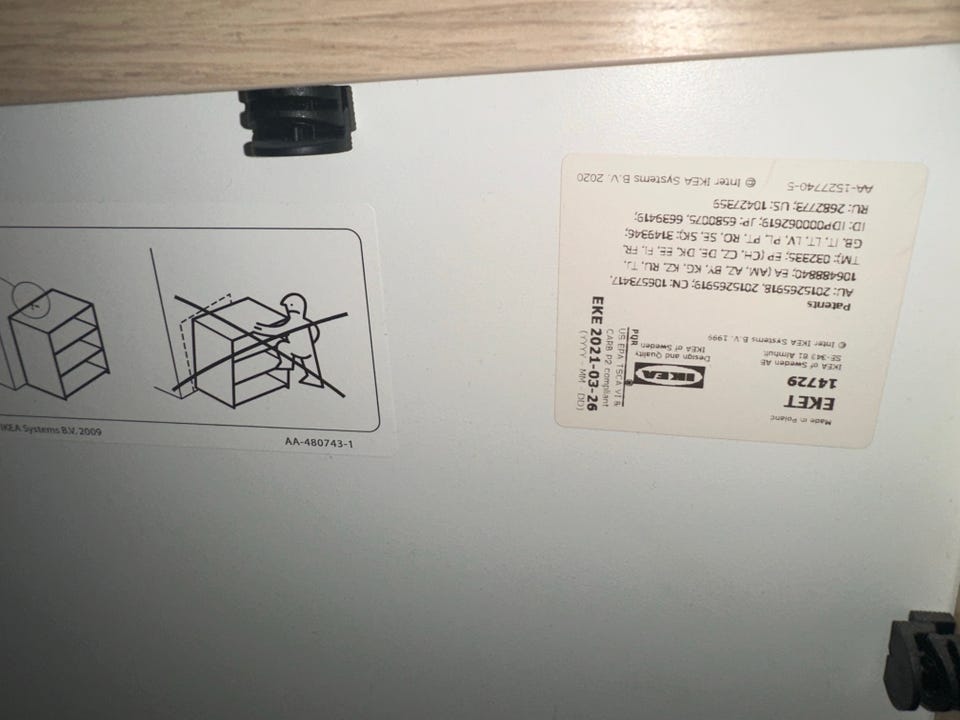 IKEA Systems B.V. 2009
AA-480743-1
Made in Poland
EKET
14729
IKEA of Sweden AB
SE-343 81 Älmhult
© Inter IKEA Systems B.V. 1999
IKEA
®
Design and Quality
IKEA of Sweden
PQR
US EPA TSCA VI &
CARB P2 compliant
EKE 2021-03-26
(YYYY - MM - DD)
Patents
AU: 2015265918, 2015265919; CN: 106573417,
106488840; EA (AM, AZ, BY, KG, KZ, RU, TJ,
TM): 032335; EP (CH, CZ, DE, DK, EE, FI, FR,
GB, IT, LT, LV, PL, PT, RO, SE, SK): 3149346;
ID: IDP000062619; JP: 6580075, 6639419;
RU: 2682773; US: 10427359
© Inter IKEA Systems B.V. 2020
AA-1527740-5